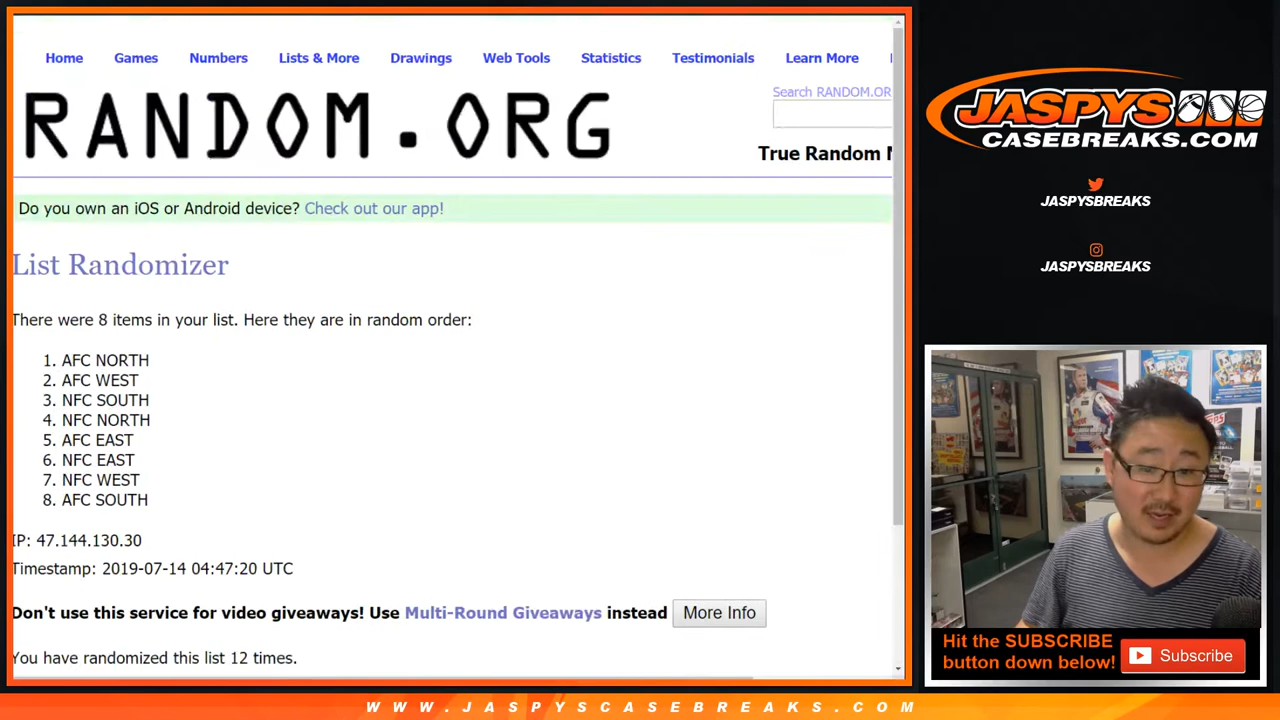 Home Games Numbers Lists & More Drawings Web Tools Statistics Testimonials Learn More
Search RANDOM.OR
RANDOM.ORG
True Random
Do you own an iOS or Android device? Check out our app!
List Randomizer
There were 8 items in your list. Here they are in random order:
1. AFC NORTH
2. AFC WEST
3. NFC SOUTH
4. NFC NORTH
5. AFC EAST
6. NFC EAST
7. NFC WEST
8. AFC SOUTH
IP: 47.144.130.30
Timestamp: 2019-07-14 04:47:20 UTC
Don't use this service for video giveaways! Use Multi-Round Giveaways instead More Info
You have randomized this list 12 times.
JASPYS
CASEBREAKS.COM
JASPYSBREAKS
JASPYSBREAKS
Hit the SUBSCRIBE
button down below!
Subscribe
WWW.JASPYSCASEBREAKS.COM